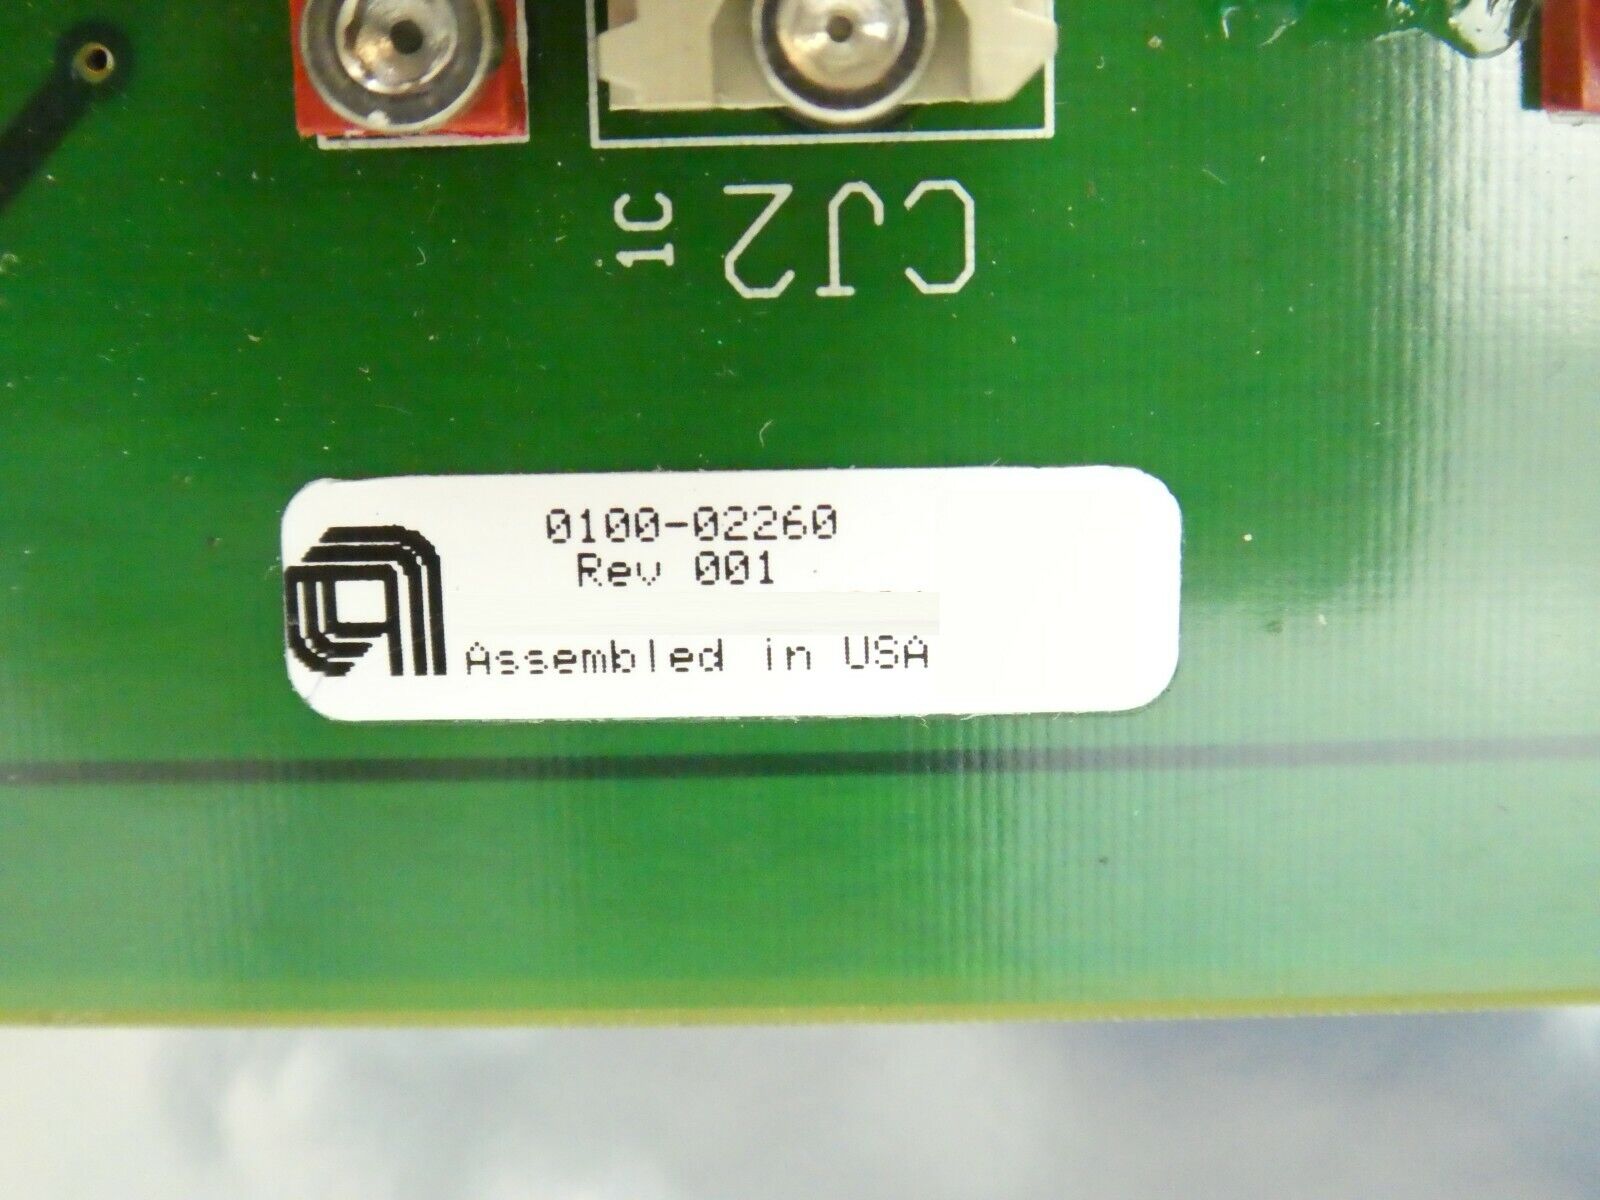 CJ2
1C
0100-02260
Rev 001
Assembled in USA